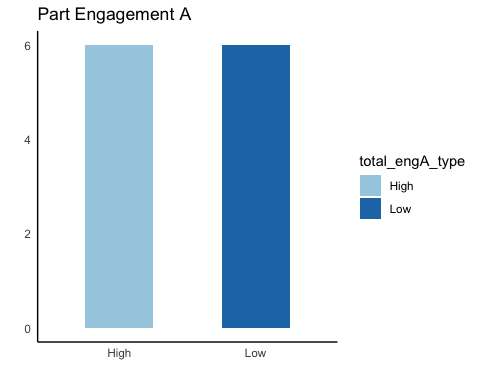 Part Engagement A
6
4
2
0
High
Low
total_engA_type
High
Low